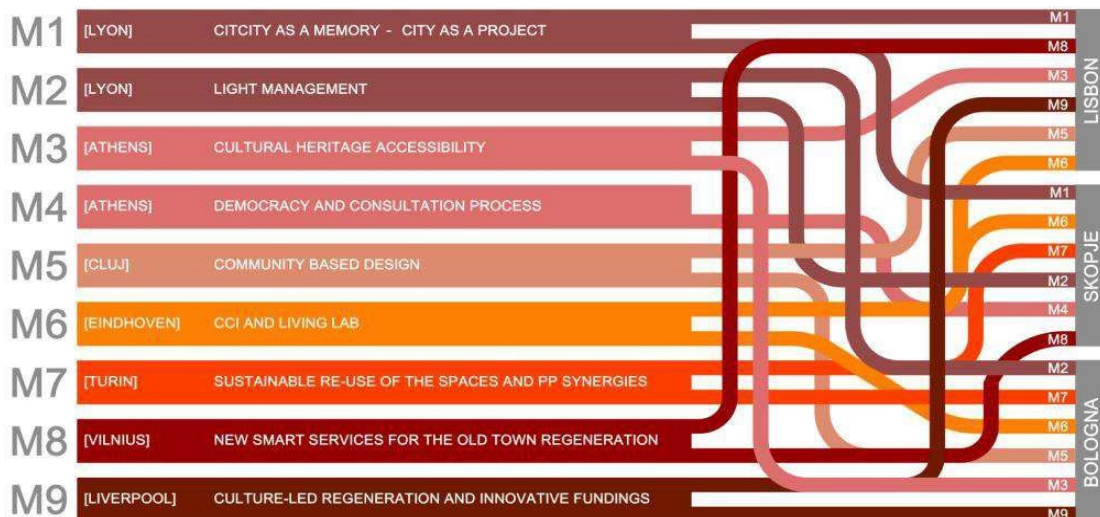 M1 [LYON] CITCITY AS A MEMORY - CITY AS A PROJECT
M2 [LYON] LIGHT MANAGEMENT
M3 [ATHENS] CULTURAL HERITAGE ACCESSIBILITY
M4 [ATHENS] DEMOCRACY AND CONSULTATION PROCESS
M5 [CLUJ] COMMUNITY BASED DESIGN
M6 [EINDHOVEN] CCI AND LIVING LAB
M7 [TURIN] SUSTAINABLE RE-USE OF THE SPACES AND PP SYNERGIES
M8 [VILNIUS] NEW SMART SERVICES FOR THE OLD TOWN REGENERATION
M9 [LIVERPOOL] CULTURE-LED REGENERATION AND INNOVATIVE FUNDINGS
M1
M8
M3
M9
M5
M6
LISBON
M1
M6
M7
M2
M4
M8
SKOPJE
M2
M7
M6
M5
M3
M9
BOLOGNA